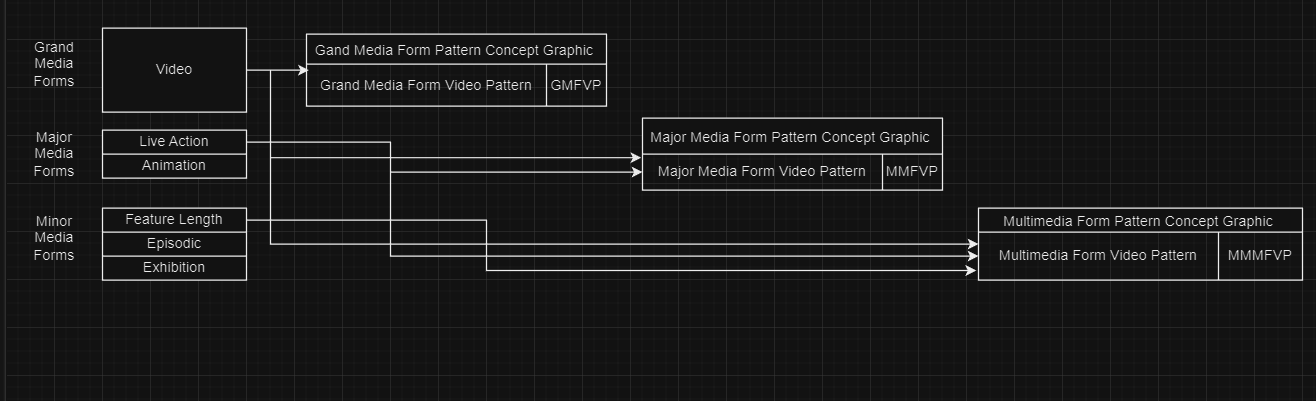 Grand
Media
Forms
Video
Gand Media Form Pattern Concept Graphic
Grand Media Form Video Pattern
GMFVP
Major
Media
Forms
Live Action
Animation
Major Media Form Pattern Concept Graphic
Major Media Form Video Pattern
MMFVP
Minor
Media
Forms
Feature Length
Episodic
Exhibition
Multimedia Form Pattern Concept Graphic
Multimedia Form Video Pattern
MMMFVP